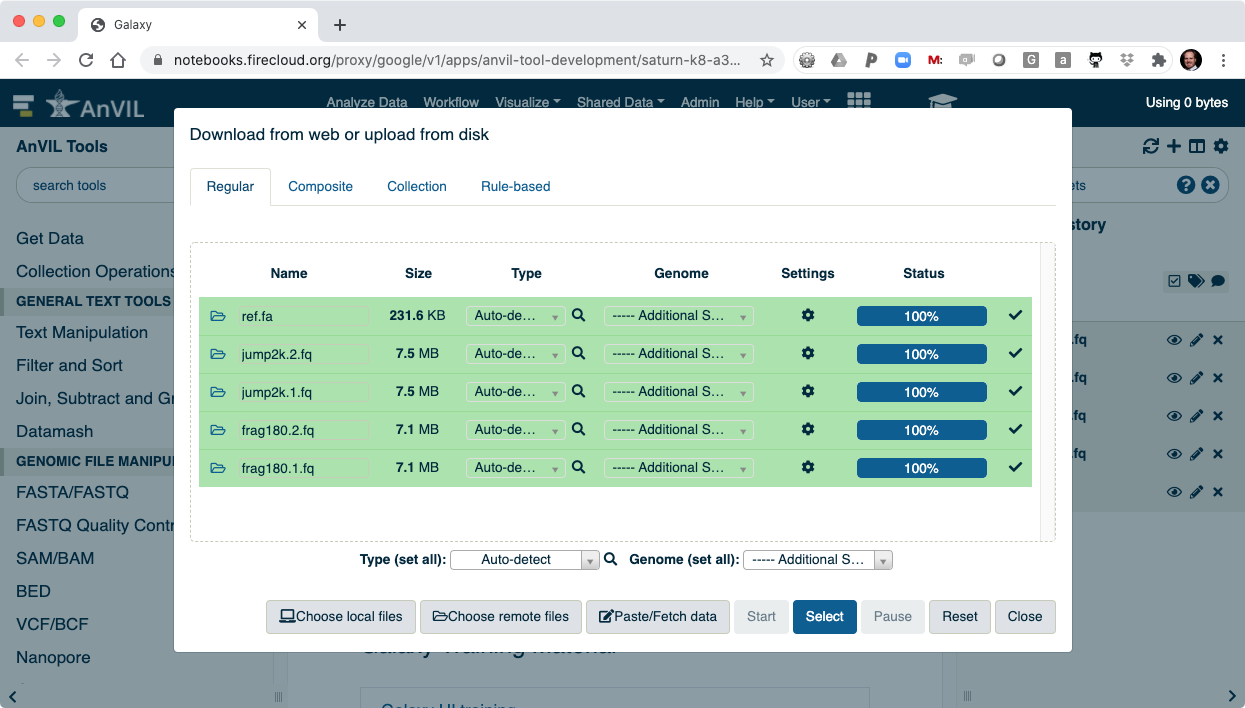 Galaxy
notebooks.firecloud.org/proxy/google/v1/apps/anvil-tool-development/saturn-k8-a3...
AnVIL
Analyze Data Workflow Visualize Shared Data Admin Help User
Using 0 bytes
AnVIL Tools
search tools
Get Data
Collection Operations
GENERAL TEXT TOOLS
Text Manipulation
Filter and Sort
Join, Subtract and Gr
Datamash
GENOMIC FILE MANIPU
FASTA/FASTQ
FASTQ Quality Contr
SAM/BAM
BED
VCF/BCF
Nanopore
Download from web or upload from disk
Regular Composite Collection Rule-based
Name Size Type Genome Settings Status
ref.fa 231.6 KB Auto-de... ----- Additional S... 100%
jump2k.2.fq 7.5 MB Auto-de... ----- Additional S... 100%
jump2k.1.fq 7.5 MB Auto-de... ----- Additional S... 100%
frag180.2.fq 7.1 MB Auto-de... ----- Additional S... 100%
frag180.1.fq 7.1 MB Auto-de... ----- Additional S... 100%
Type (set all): Auto-detect Genome (set all): ----- Additional S...
Choose local files Choose remote files Paste/Fetch data Start Select Pause Reset Close
ets
story
.fq
.fq
.fq
.fq
Galaxy Training Material
Galaxy UI training